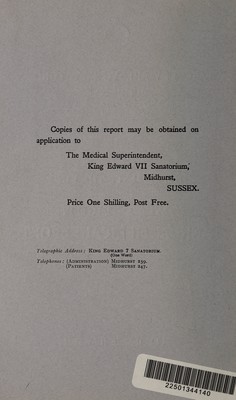 Copies of this report may be obtained on
application to
The Medical Superintendent,
King Edward VII Sanatorium,
Midhurst,
SUSSEX.
Price One Shilling, Post Free.
Telegraphic Address: KING EDWARD 7 SANATORIUM.
(One Word)
Telephones: (ADMINISTRATION) MIDHURST 299.
(PATIENTS) MIDHURST 247.
22501344140